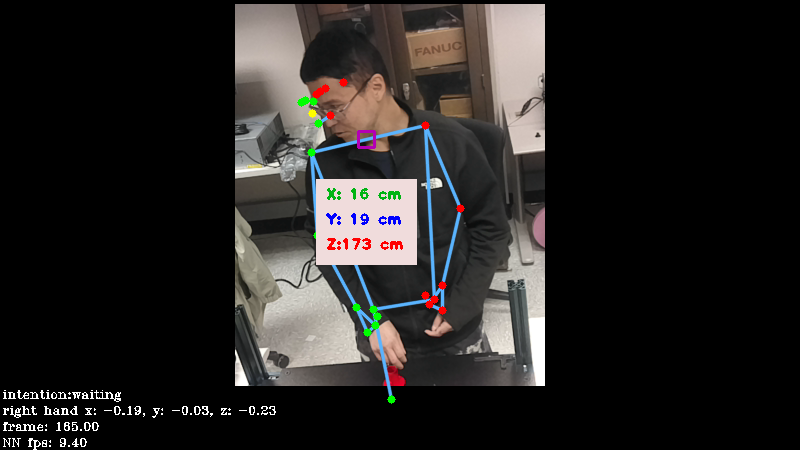 FANUC
X: 16 cm
Y: 19 cm
Z:173 cm
intention:waiting
right hand x: −0.19, y: −0.03, z: −0.23
frame: 165.00
NN fps: 9.40